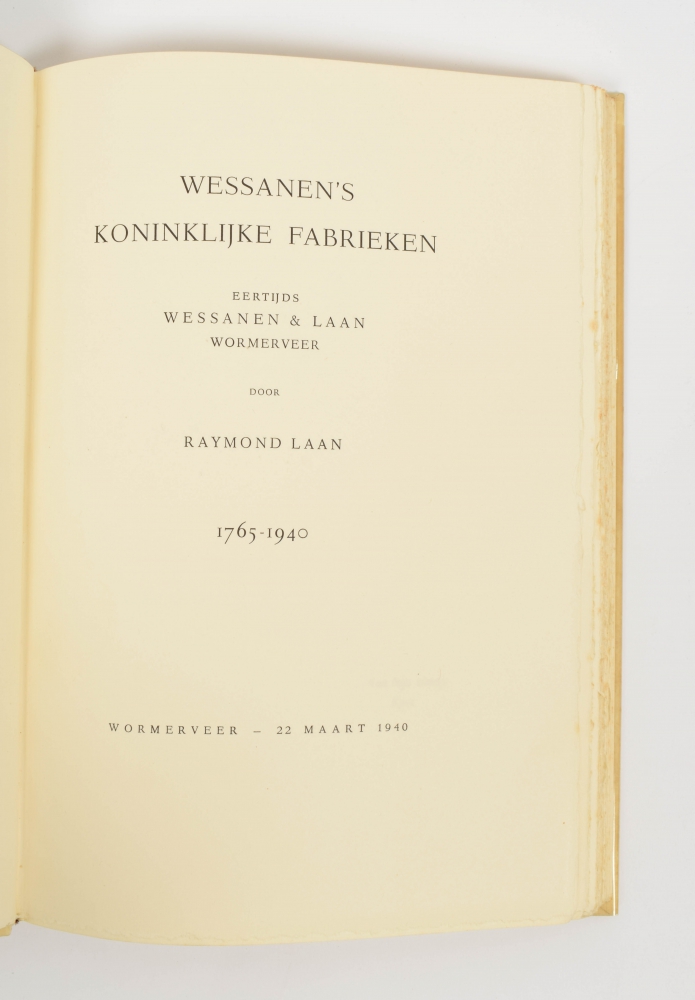 WESSANEN'S
KONINKLIJKE FABRIEKEN
EERTIJDS
WESSANEN & LAAN
WORMERVEER
DOOR
RAYMOND LAAN
1765-1940
WORMERVEER – 22 MAART 1940